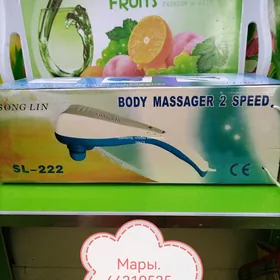 FRUITS
SONG LIN
BODY MASSAGER 2 SPEED
SL-222
CE
Мары.